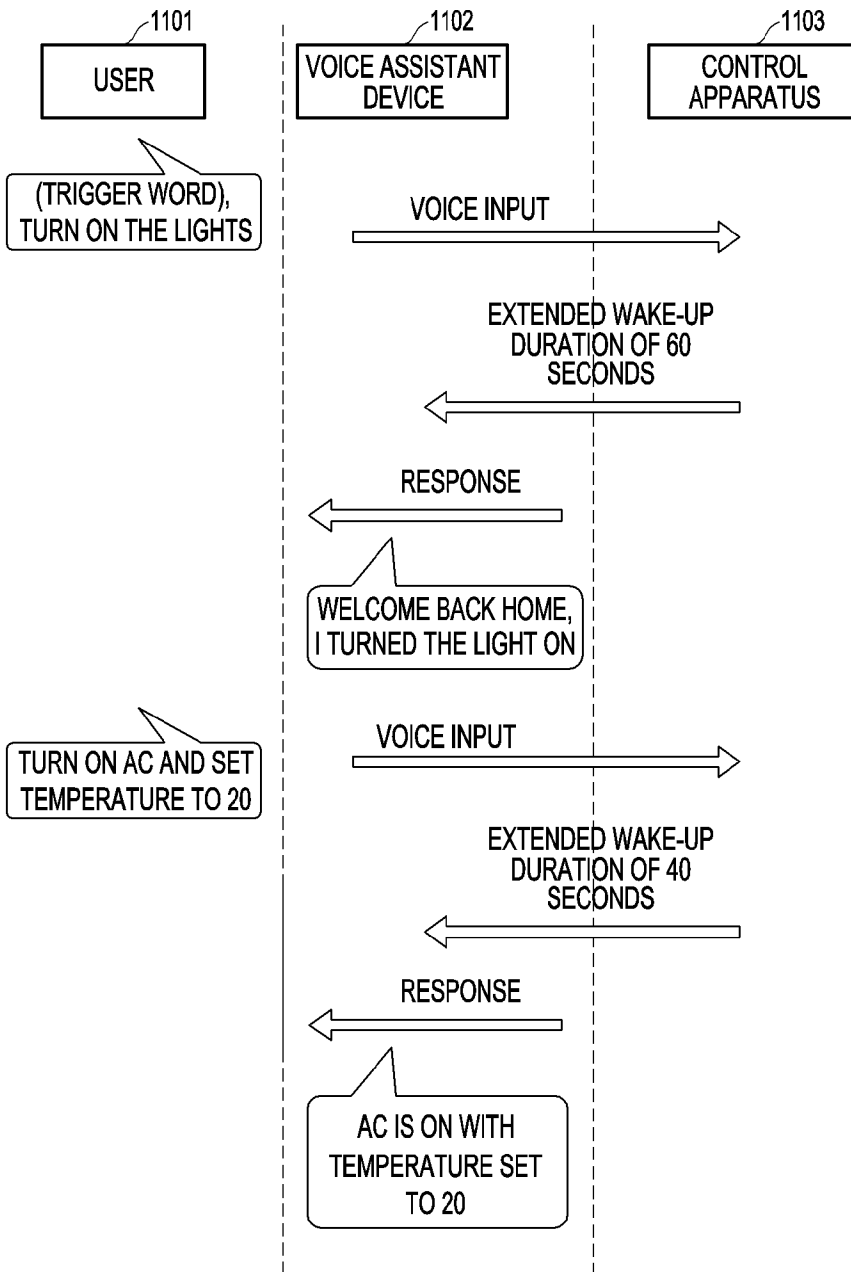 1101
1102
1103
USER
VOICE ASSISTANT
DEVICE
CONTROL
APPARATUS
(TRIGGER WORD),
TURN ON THE LIGHTS
VOICE INPUT
EXTENDED WAKE-UP
DURATION OF 60
SECONDS
RESPONSE
WELCOME BACK HOME,
I TURNED THE LIGHT ON
TURN ON AC AND SET
TEMPERATURE TO 20
VOICE INPUT
EXTENDED WAKE-UP
DURATION OF 40
SECONDS
RESPONSE
AC IS ON WITH
TEMPERATURE SET
TO 20